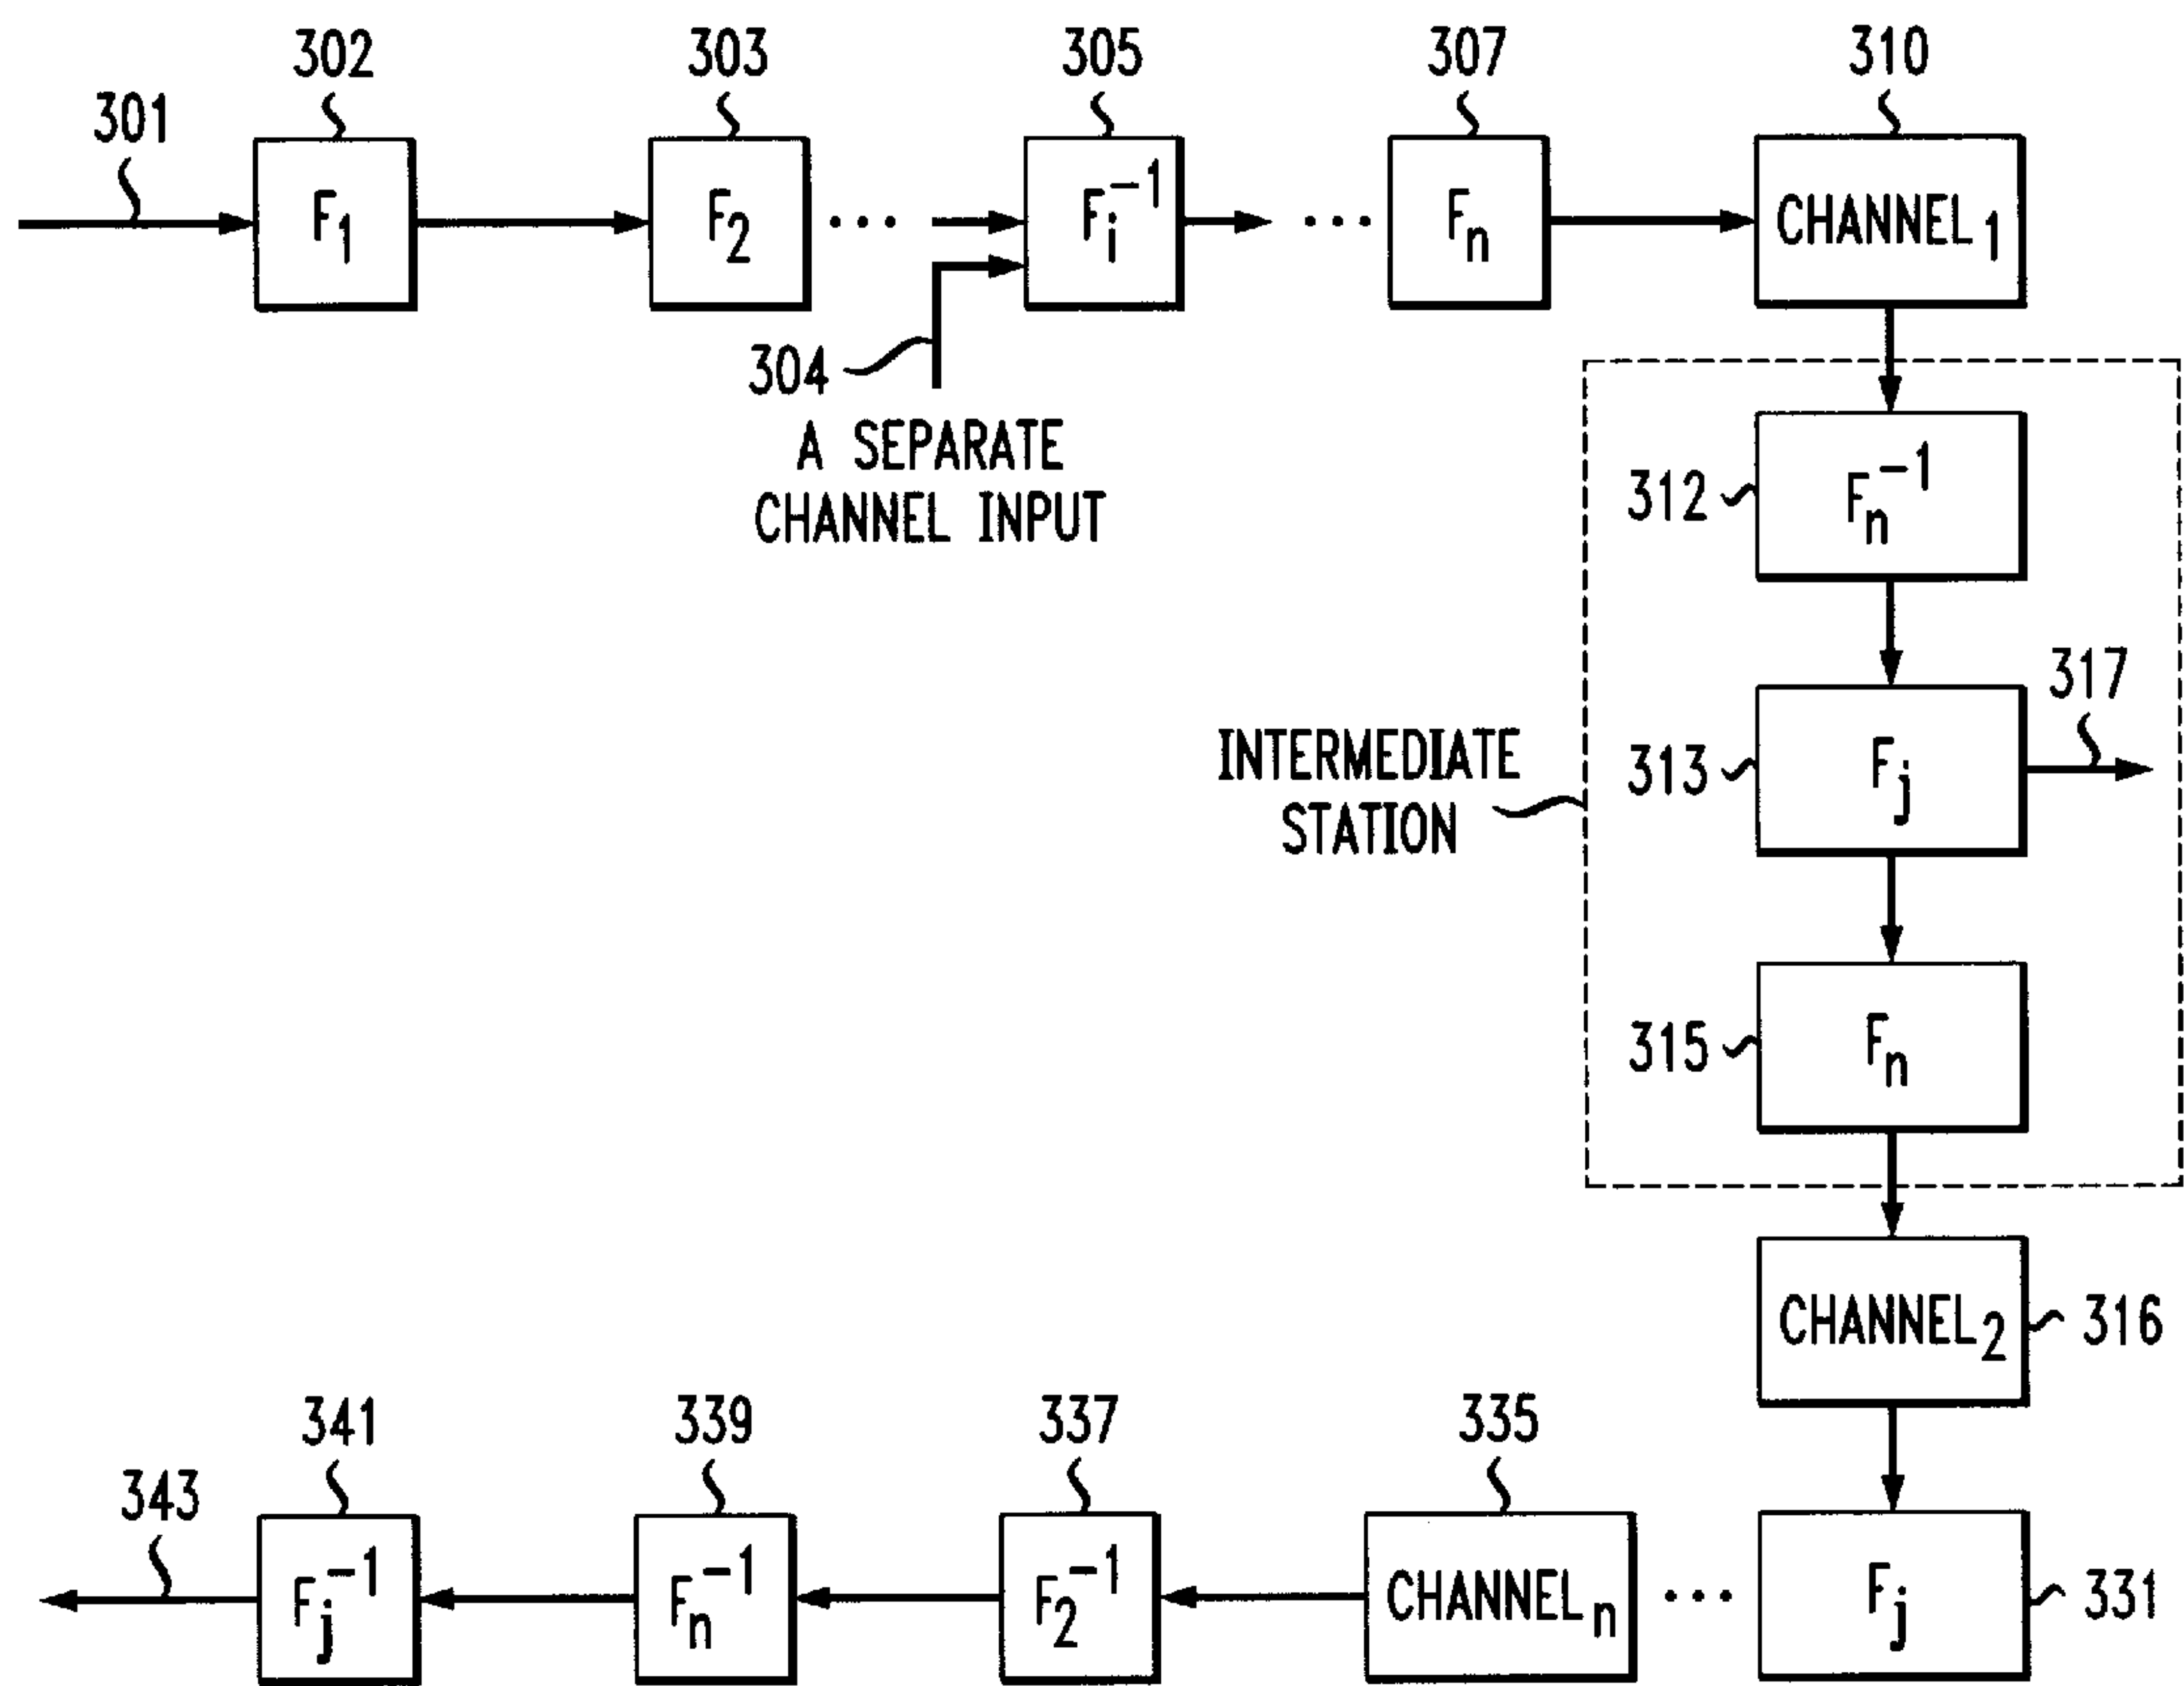 302
303
305
307
310
301
F1
F2
...
Fi^-1
...
Fn
CHANNEL1
304
A SEPARATE
CHANNEL INPUT
312
Fn^-1
317
INTERMEDIATE
STATION
313
Fj
315
Fn
CHANNEL2
316
341
339
337
335
343
Fj^-1
Fn^-1
F2^-1
CHANNELn
...
Fj
331